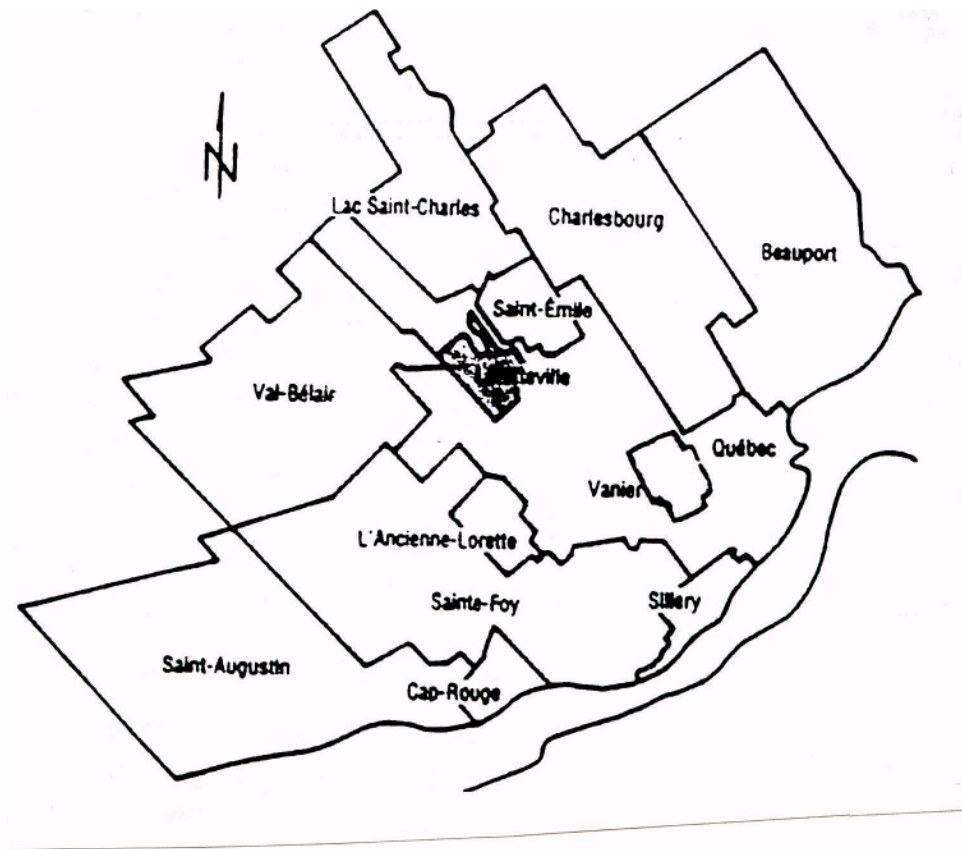 N
Lac Saint-Charles
Charlesbourg
Beauport
Saint-Émile
Val-Bélair
Québec
Vanier
L'Ancienne-Lorette
Sainte-Foy
Sillery
Saint-Augustin
Cap-Rouge